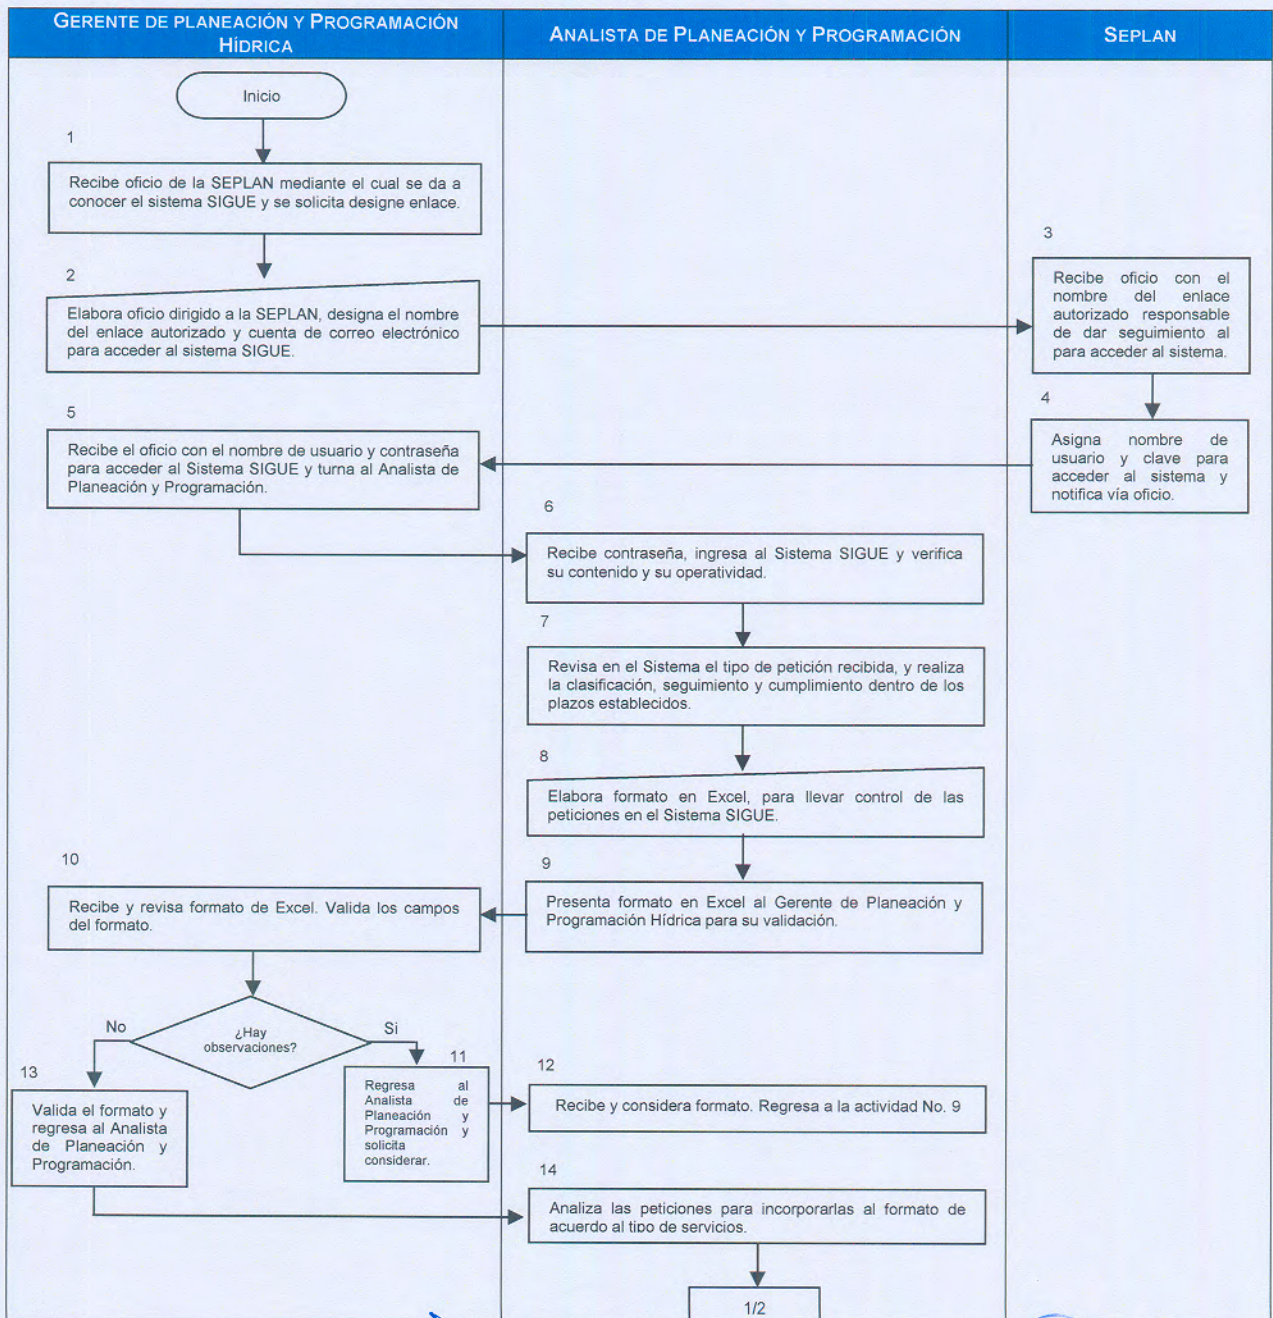 GERENTE DE PLANEACIÓN Y PROGRAMACIÓN
HÍDRICA
ANALISTA DE PLANEACIÓN Y PROGRAMACIÓN
SEPLAN
Inicio
1
Recibe oficio de la SEPLAN mediante el cual se da a
conocer el sistema SIGUE y se solicita designe enlace.
2
Elabora oficio dirigido a la SEPLAN, designa el nombre
del enlace autorizado y cuenta de correo electrónico
para acceder al sistema SIGUE.
3
Recibe oficio con el
nombre del enlace
autorizado responsable
de dar seguimiento al
para acceder al sistema.
4
Asigna nombre de
usuario y clave para
acceder al sistema y
notifica vía oficio.
5
Recibe el oficio con el nombre de usuario y contraseña
para acceder al Sistema SIGUE y turna al Analista de
Planeación y Programación.
6
Recibe contraseña, ingresa al Sistema SIGUE y verifica
su contenido y su operatividad.
7
Revisa en el Sistema el tipo de petición recibida, y realiza
la clasificación, seguimiento y cumplimiento dentro de los
plazos establecidos.
8
Elabora formato en Excel, para llevar control de las
peticiones en el Sistema SIGUE.
9
Presenta formato en Excel al Gerente de Planeación y
Programación Hídrica para su validación.
10
Recibe y revisa formato de Excel. Valida los campos
del formato.
¿Hay
observaciones?
No
Si
11
Regresa al
Analista de
Planeación y
Programación y
solicita
considerar.
12
Recibe y considera formato. Regresa a la actividad No. 9
13
Valida el formato y
regresa al Analista
de Planeación y
Programación.
14
Analiza las peticiones para incorporarlas al formato de
acuerdo al tipo de servicios.
1/2